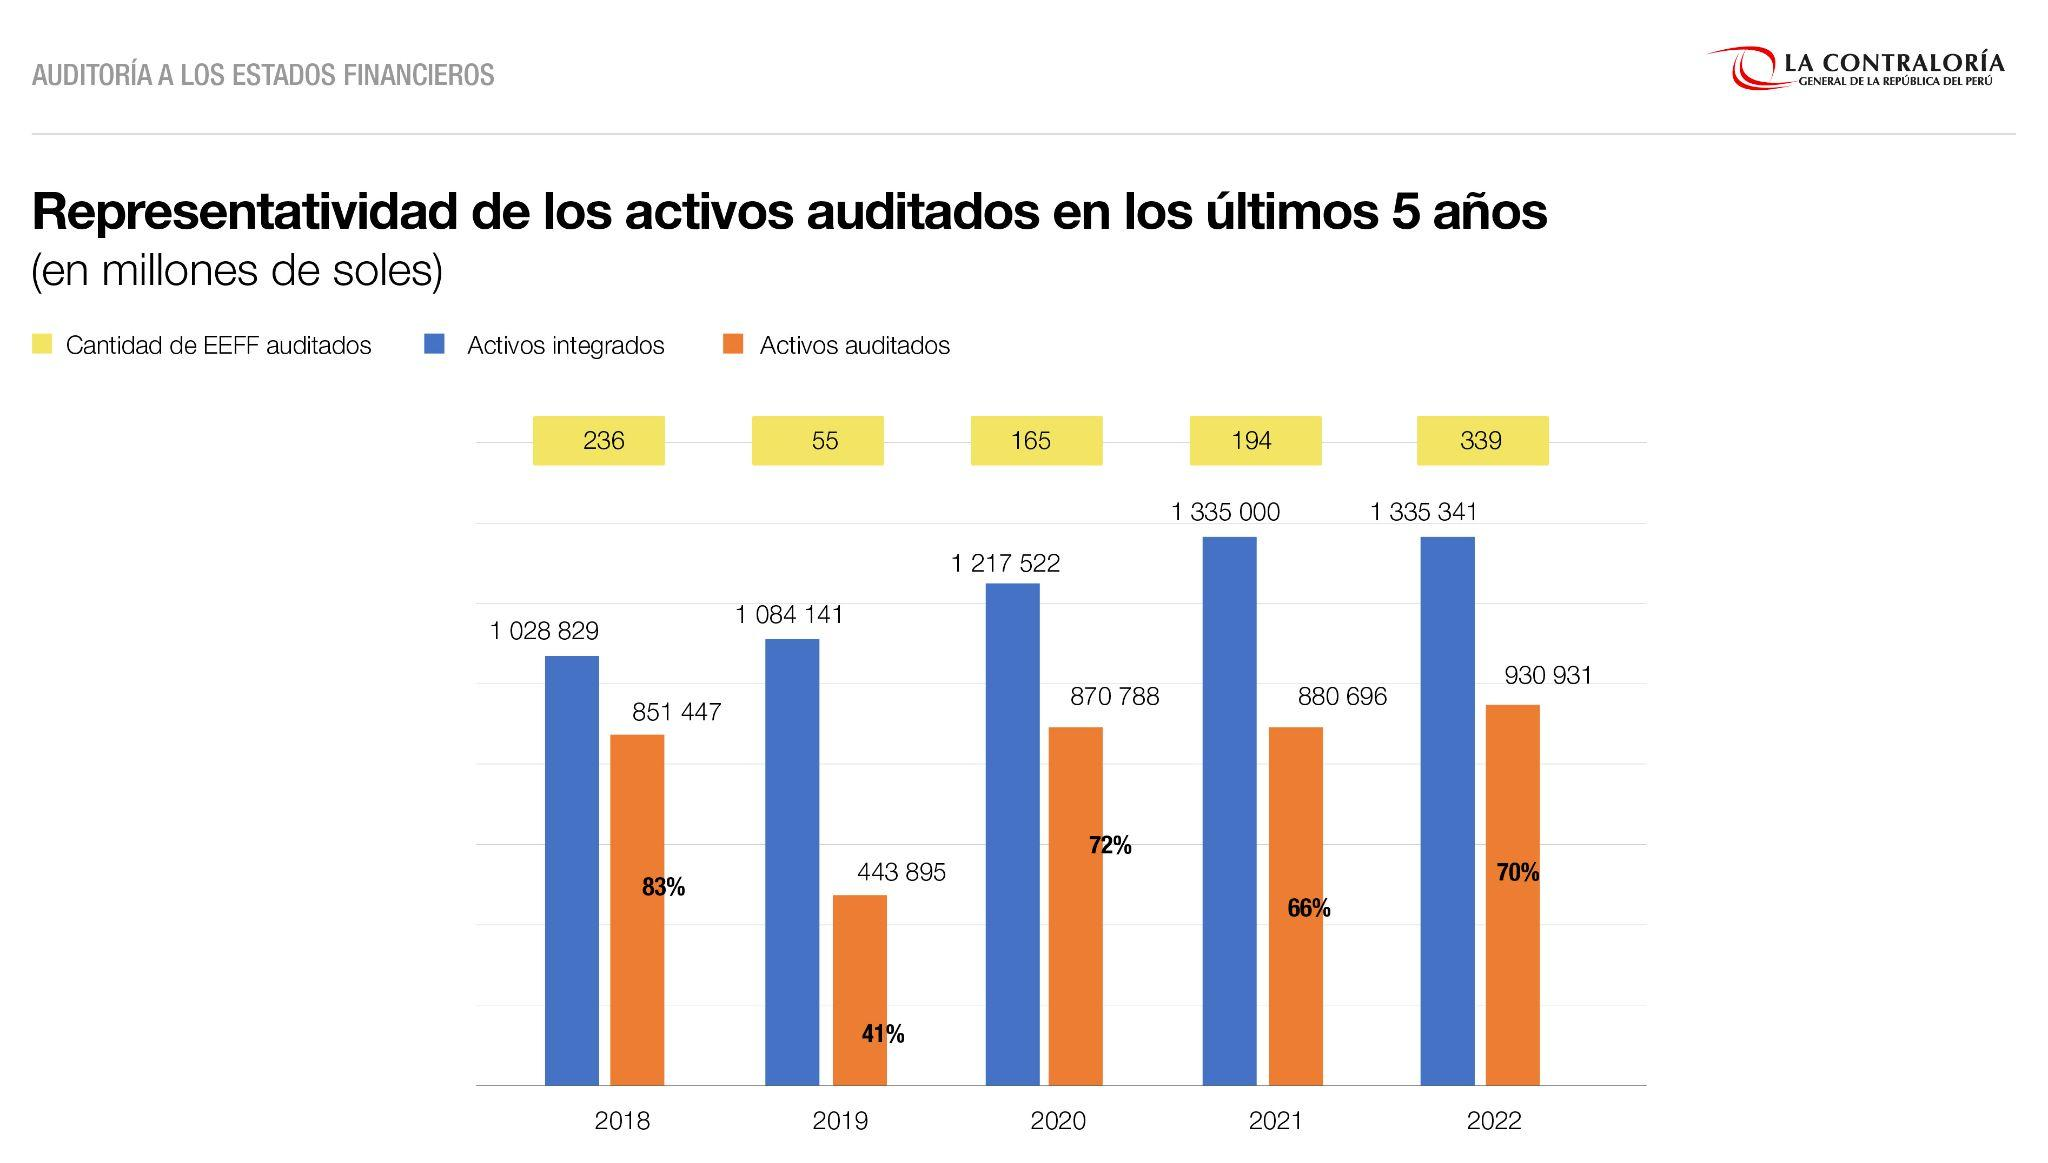 AUDITORÍA A LOS ESTADOS FINANCIEROS
LA CONTRALORÍA
GENERAL DE LA REPÚBLICA DEL PERÚ
Representatividad de los activos auditados en los últimos 5 años
(en millones de soles)
Cantidad de EEFF auditados
Activos integrados
Activos auditados
236
55
165
194
339
1 028 829
851 447
83%
1 084 141
443 895
41%
1 217 522
870 788
72%
1 335 000
880 696
66%
1 335 341
930 931
70%
2018
2019
2020
2021
2022